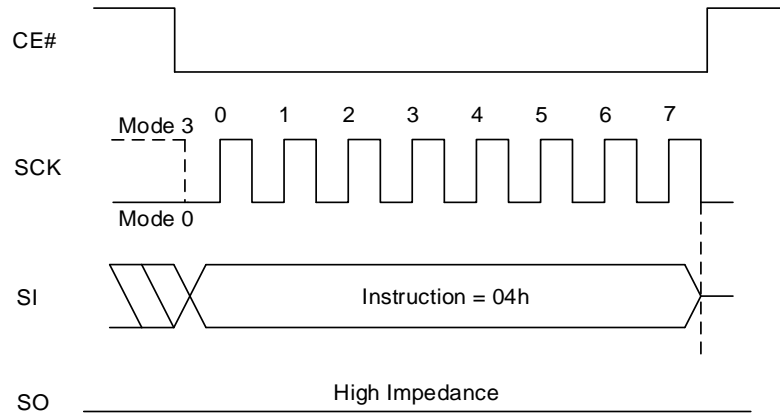 CE#
0 1 2 3 4 5 6 7
Mode 3
SCK
Mode 0
SI
Instruction = 04h
High Impedance
SO